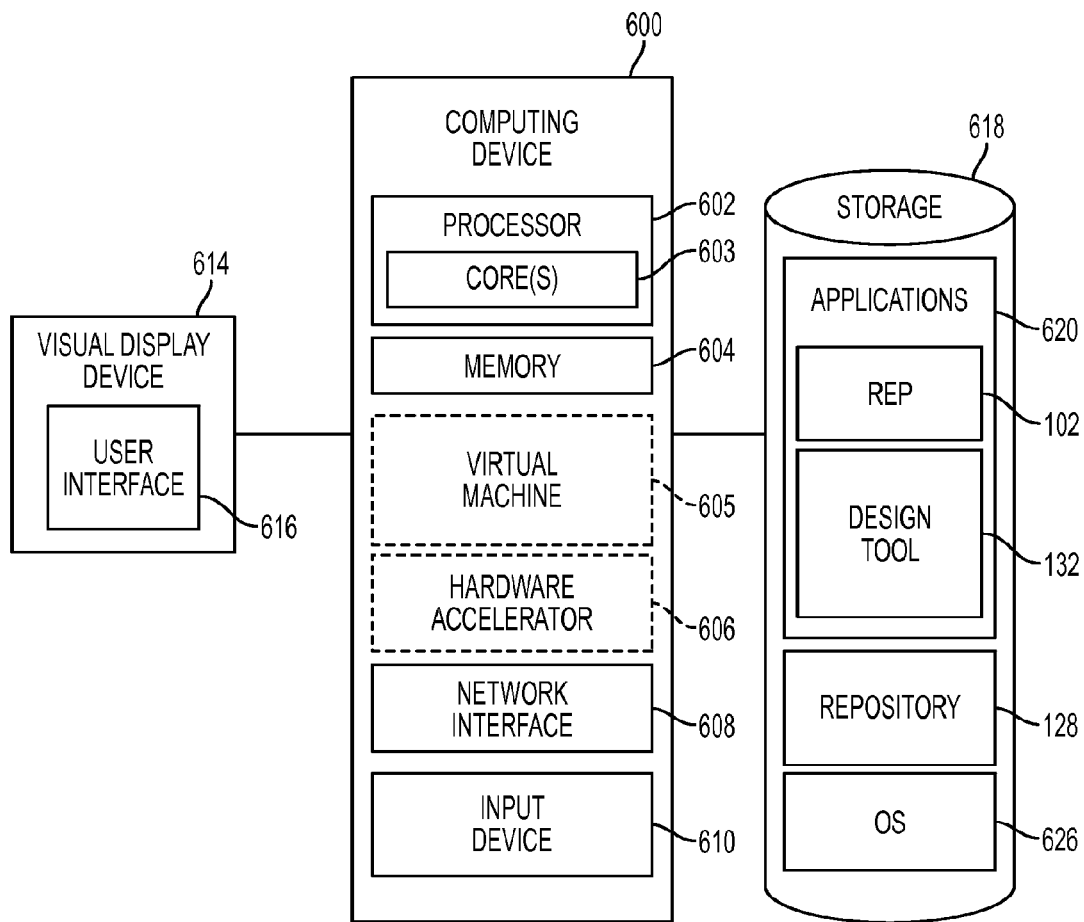 600
COMPUTING
DEVICE
PROCESSOR
602
CORE(S)
603
MEMORY
604
VIRTUAL
MACHINE
605
HARDWARE
ACCELERATOR
606
NETWORK
INTERFACE
608
INPUT
DEVICE
610
614
VISUAL DISPLAY
DEVICE
USER
INTERFACE
616
618
STORAGE
APPLICATIONS
620
REP
102
DESIGN
TOOL
132
REPOSITORY
128
OS
626